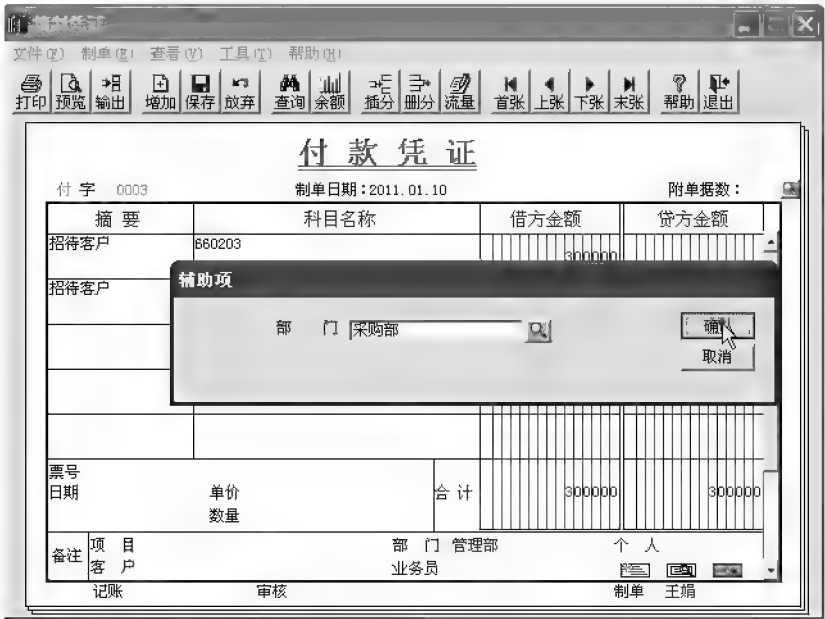 填制凭证
文件(F) 制单(E) 查看(V) 工具(T) 帮助(H)
打印 预览 输出 增加 保存 放弃 查询 余额 插分 删分 流量 首张 上张 下张 末张 帮助 退出
付 款 凭 证
付 字 0003 制单日期:2011.01.10 附单据数:
摘 要 科目名称 借方金额 贷方金额
招待客户 660203 300000
辅助项
招待客户
部 门 采购部 确认
取消
票号
日期 单价 合 计 300000 300000
数量
备注 项 目 部 门 管理部 个 人
客 户 业务员
记账 审核 制单 王娟